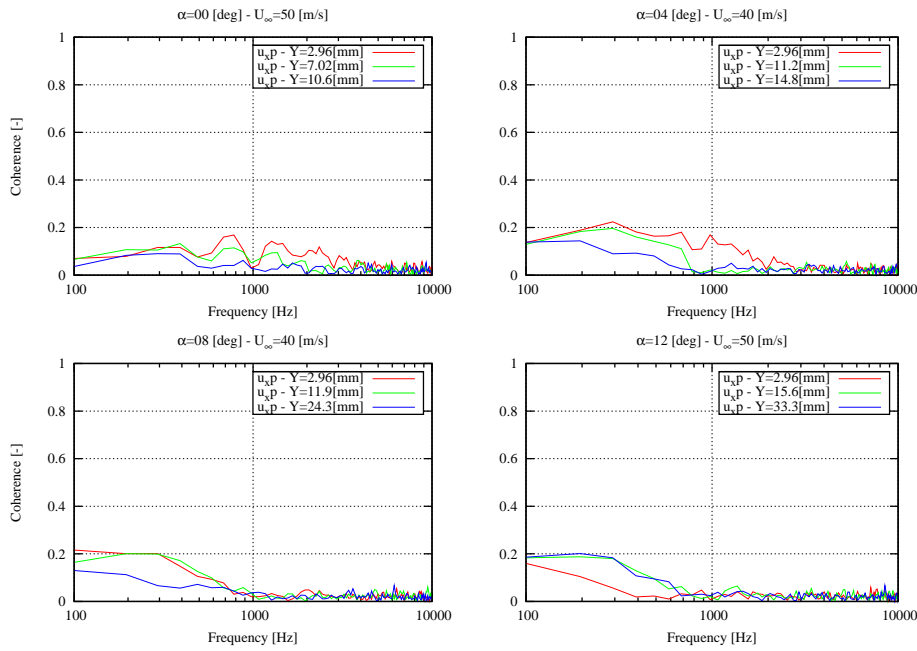 α=00 [deg] - U∞=50 [m/s]
Coherence [-]
1
0.8
0.6
0.4
0.2
0
uxp - Y=2.96[mm]
uxp - Y=7.02[mm]
uxp - Y=10.6[mm]
100
1000
10000
Frequency [Hz]
α=04 [deg] - U∞=40 [m/s]
1
0.8
0.6
0.4
0.2
0
uxp - Y=2.96[mm]
uxp - Y=11.2[mm]
uxp - Y=14.8[mm]
100
1000
10000
Frequency [Hz]
α=08 [deg] - U∞=40 [m/s]
Coherence [-]
1
0.8
0.6
0.4
0.2
0
uxp - Y=2.96[mm]
uxp - Y=11.9[mm]
uxp - Y=24.3[mm]
100
1000
10000
Frequency [Hz]
α=12 [deg] - U∞=50 [m/s]
1
0.8
0.6
0.4
0.2
0
uxp - Y=2.96[mm]
uxp - Y=15.6[mm]
uxp - Y=33.3[mm]
100
1000
10000
Frequency [Hz]